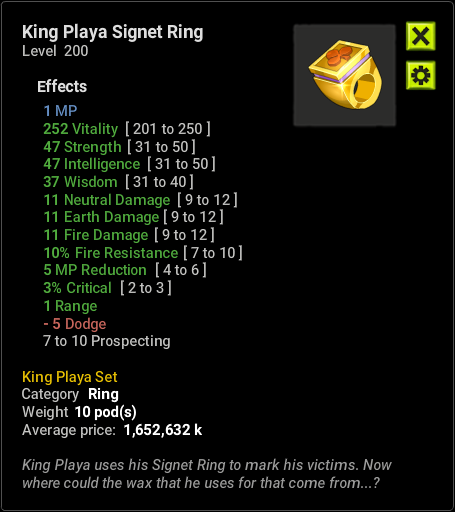 King Playa Signet Ring
Level 200
Effects
1 MP
252 Vitality [ 201 to 250 ]
47 Strength [ 31 to 50 ]
47 Intelligence [ 31 to 50 ]
37 Wisdom [ 31 to 40 ]
11 Neutral Damage [ 9 to 12 ]
11 Earth Damage [ 9 to 12 ]
11 Fire Damage [ 9 to 12 ]
10% Fire Resistance [ 7 to 10 ]
5 MP Reduction [ 4 to 6 ]
3% Critical [ 2 to 3 ]
1 Range
- 5 Dodge
7 to 10 Prospecting
King Playa Set
Category Ring
Weight 10 pod(s)
Average price: 1,652,632 k
King Playa uses his Signet Ring to mark his victims. Now
where could the wax that he uses for that come from...?